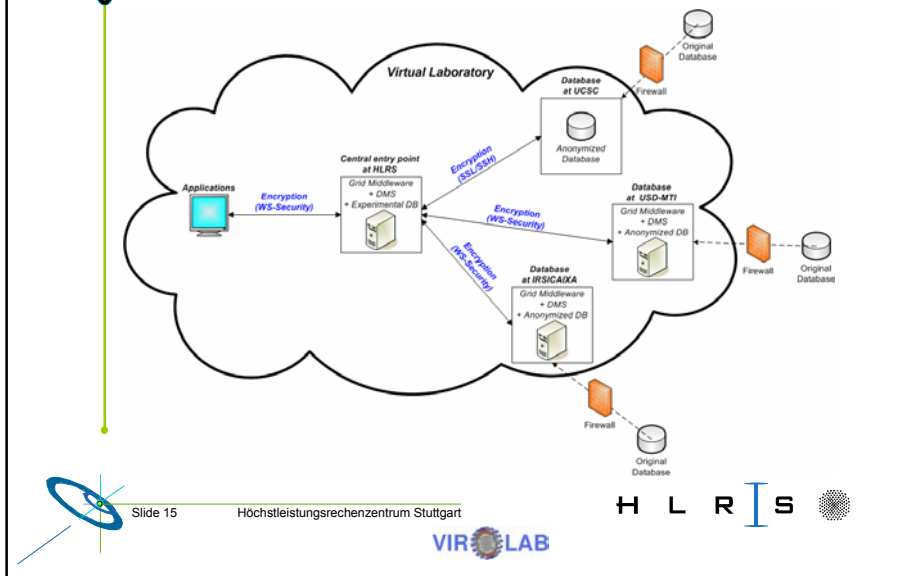 Original
Database
Firewall
Virtual Laboratory
Database
at UCSC
Anonymized
Database
Encryption
(SSL/SSH)
Central entry point
at HLRS
Grid Middleware
+ DMS
+ Experimental DB
Applications
Encryption
(WS-Security)
Encryption
(WS-Security)
Database
at USD-MTI
Grid Middleware
+ DMS
+ Anonymized DB
Firewall
Original
Database
Encryption
(WS-Security)
Database
at IRSICAIXA
Grid Middleware
+ DMS
+ Anonymized DB
Firewall
Original
Database
Slide 15 Höchstleistungsrechenzentrum Stuttgart
H L R I S
VIROLAB